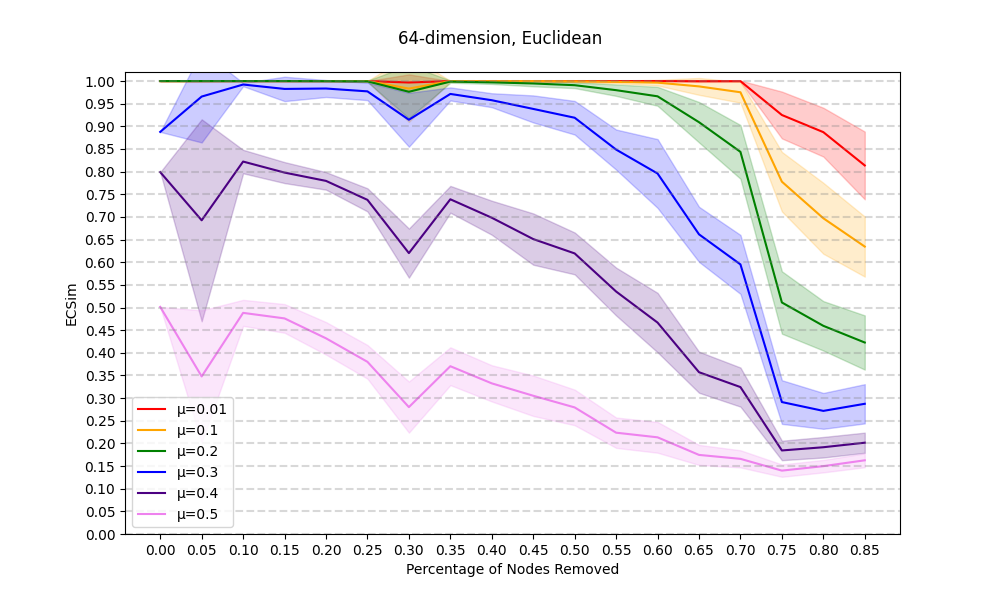 64-dimension, Euclidean
ECSim
1.00
0.95
0.90
0.85
0.80
0.75
0.70
0.65
0.60
0.55
0.50
0.45
0.40
0.35
0.30
0.25
0.20
0.15
0.10
0.05
0.00
μ=0.01
μ=0.1
μ=0.2
μ=0.3
μ=0.4
μ=0.5
0.00 0.05 0.10 0.15 0.20 0.25 0.30 0.35 0.40 0.45 0.50 0.55 0.60 0.65 0.70 0.75 0.80 0.85
Percentage of Nodes Removed